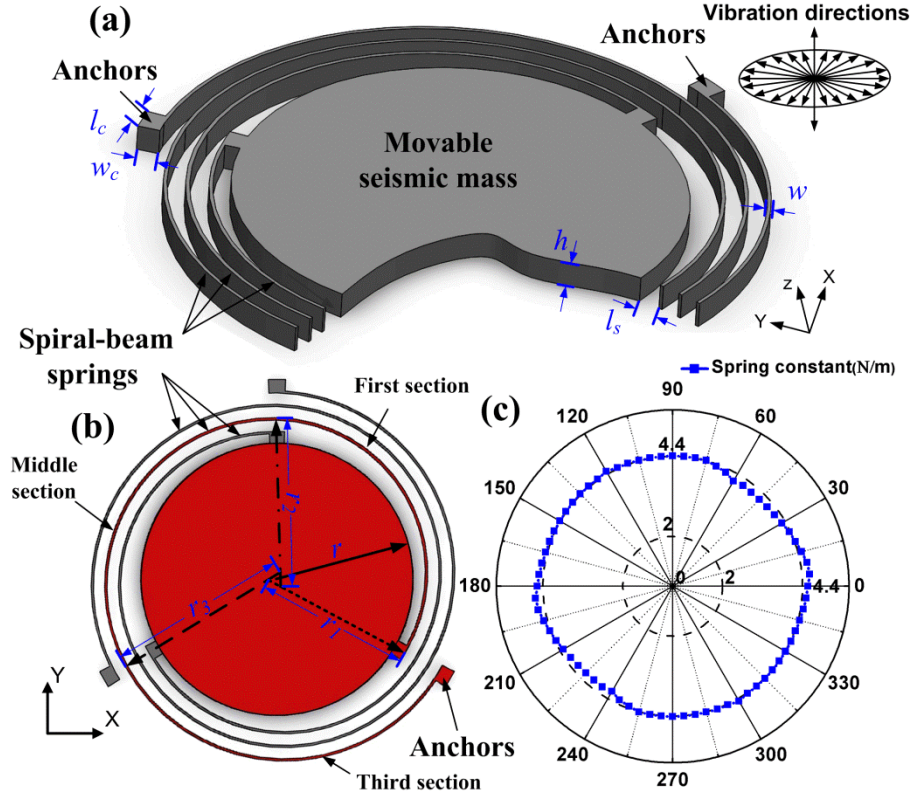 (a)
Anchors
Anchors
Vibration directions
l_c
w_c
Movable
seismic mass
w
h
l_s
z
X
Y
Spiral-beam
springs
(b)
First section
Middle
section
r_2
r
r_3
r_1
Y
X
Anchors
Third section
(c)
Spring constant(N/m)
90
120
60
4.4
150
30
2
180
0
2
4.4
0
210
330
240
300
270